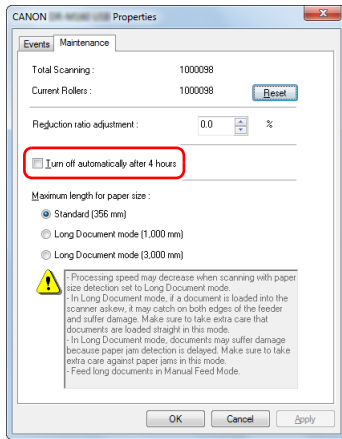 CANON Properties
Events Maintenance
Total Scanning : 1000098
Current Rollers : 1000098 Reset
Reduction ratio adjustment : 0.0 %
Turn off automatically after 4 hours
Maximum length for paper size :
Standard (356 mm)
Long Document mode (1,000 mm)
Long Document mode (3,000 mm)
- Processing speed may decrease when scanning with paper
size detection set to Long Document mode.
- In Long Document mode, if a document is loaded into the
scanner askew, it may catch on both edges of the feeder
and suffer damage. Make sure to take extra care that
documents are loaded straight in this mode.
- In Long Document mode, documents may suffer damage
because paper jam detection is delayed. Make sure to take
extra care against paper jams in this mode.
- Feed long documents in Manual Feed Mode.
OK Cancel Apply